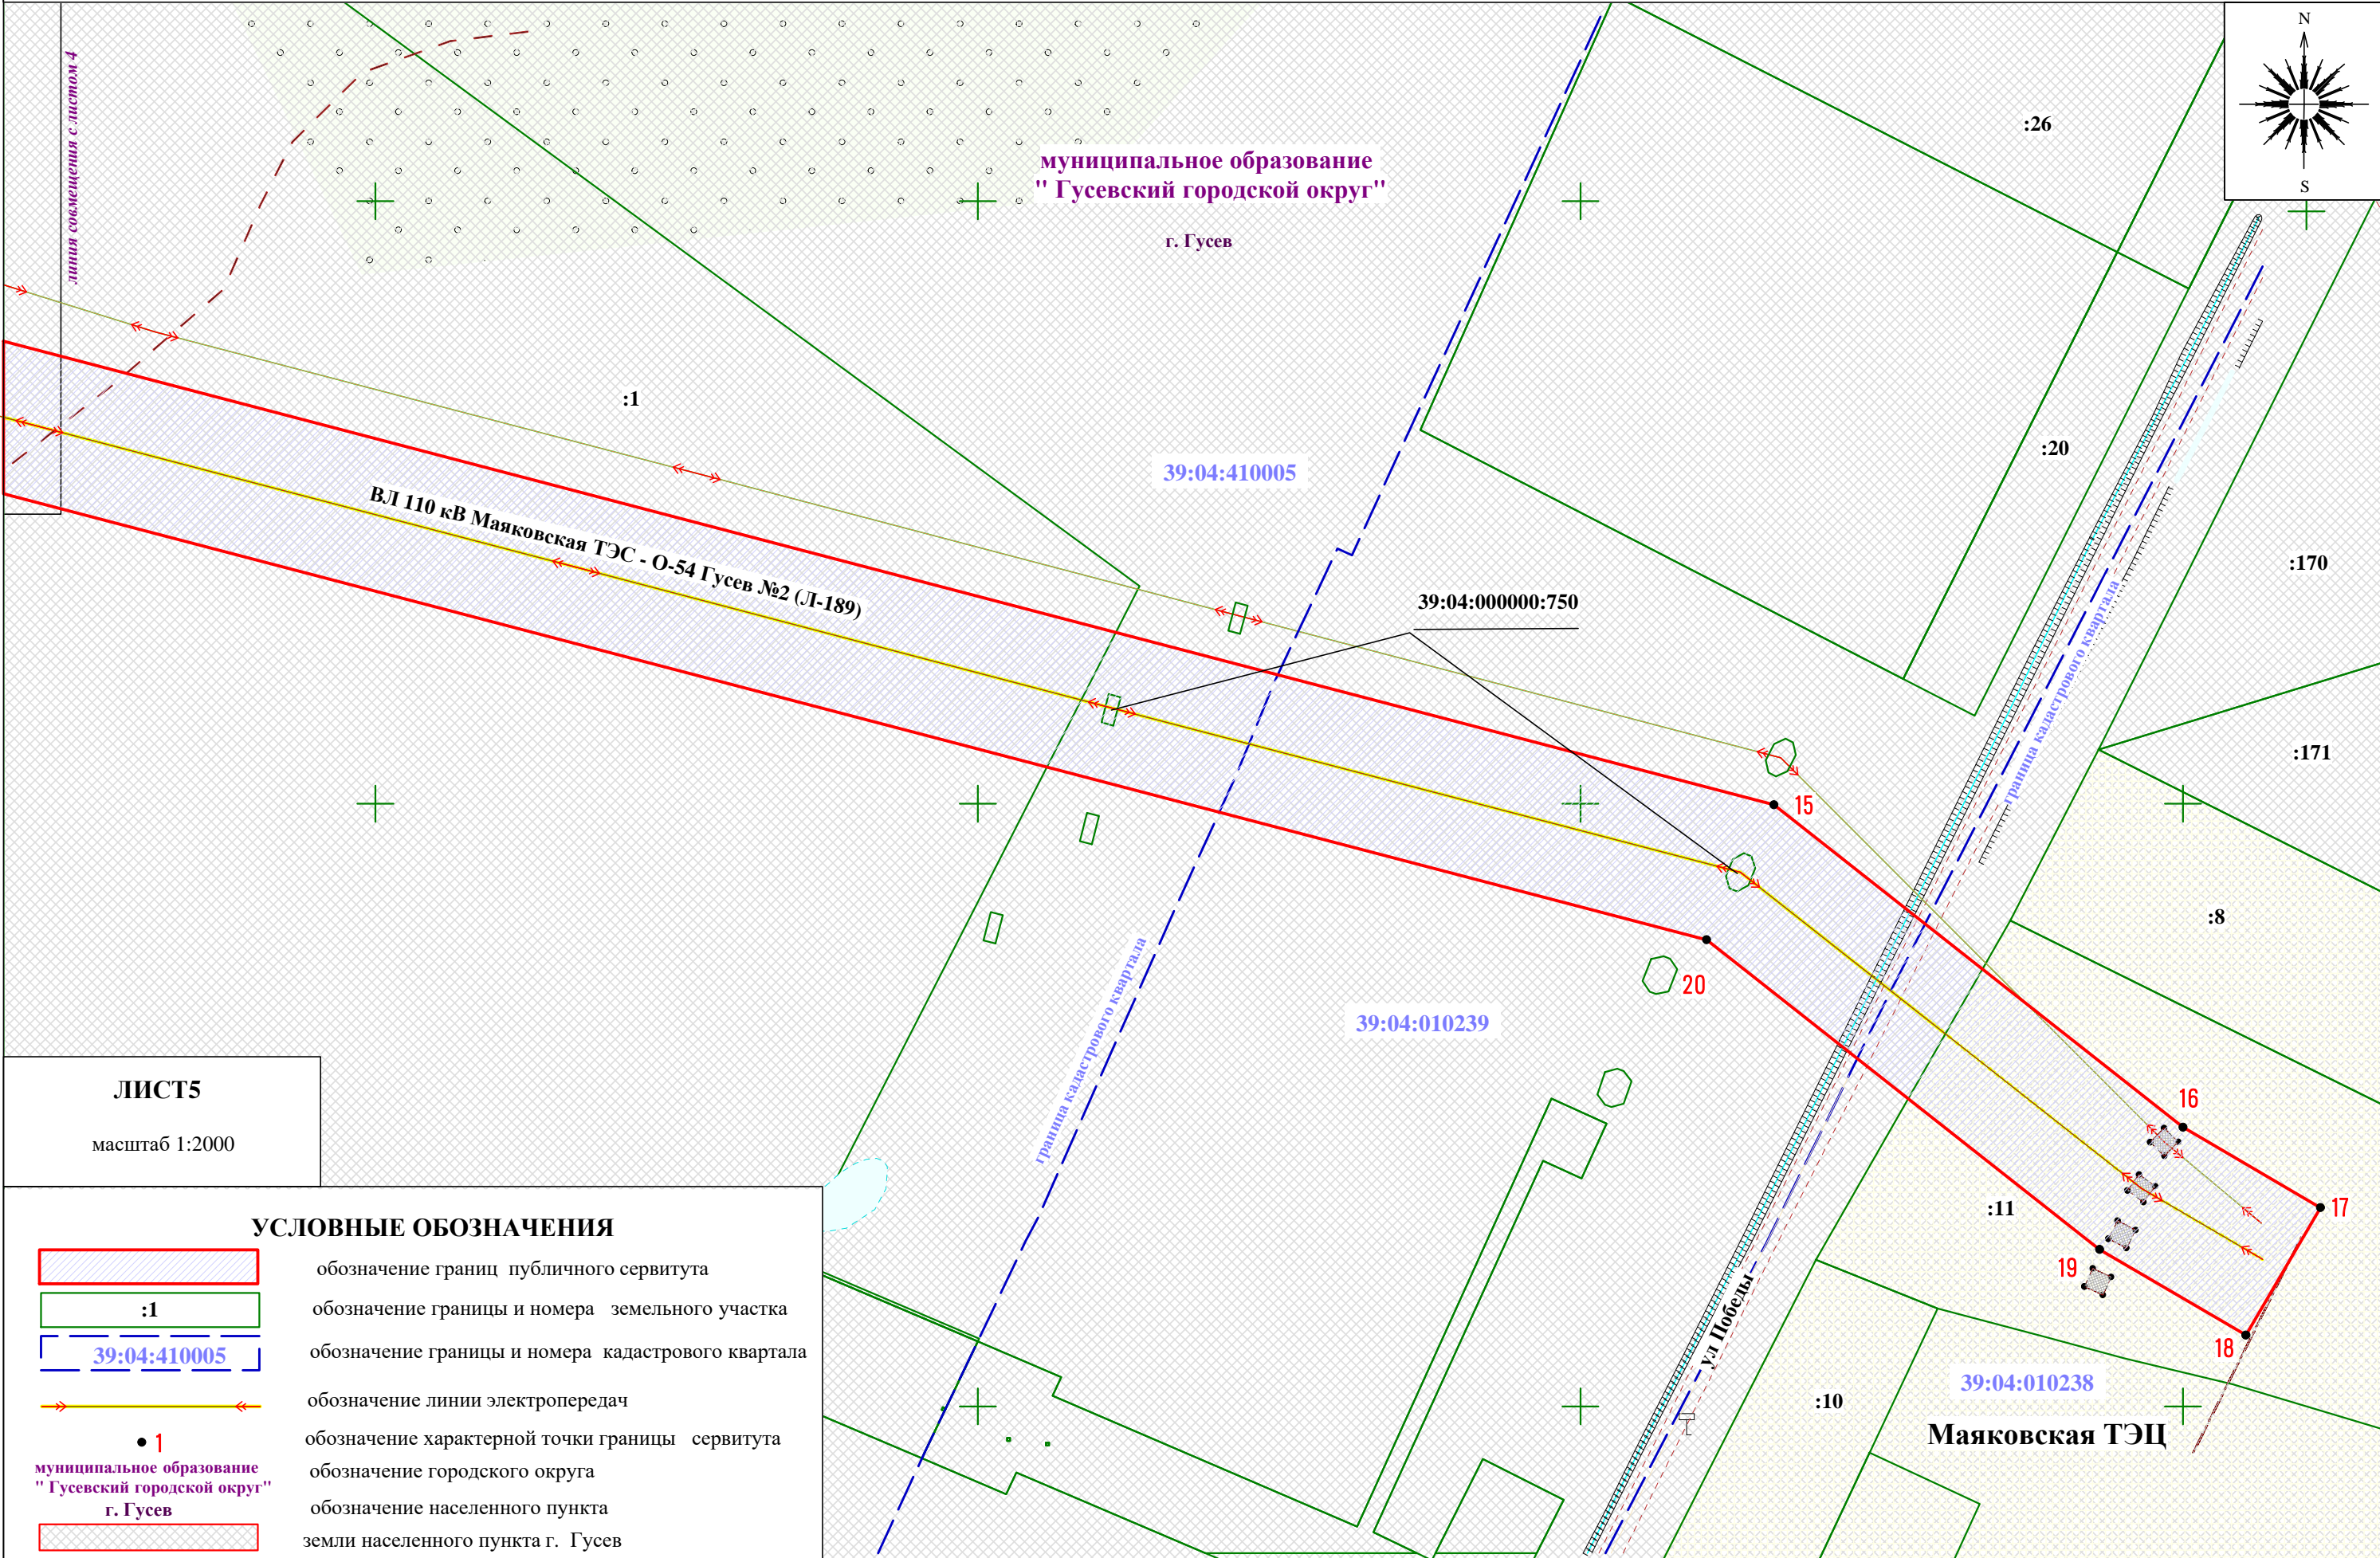 линия совмещения с листом 4
муниципальное образование
" Гусевский городской округ"
г. Гусев
N
S
:26
:1
39:04:410005
:20
ВЛ 110 кВ Маяковская ТЭС - О-54 Гусев №2 (Л-189)
39:04:000000:750
:170
граница кадастрового квартала
:171
15
:8
20
39:04:010239
граница кадастрового квартала
16
17
:11
19
18
ул Победы
:10
39:04:010238
Маяковская ТЭЦ
ЛИСТ5
масштаб 1:2000
УСЛОВНЫЕ ОБОЗНАЧЕНИЯ
обозначение границ публичного сервитута
:1 обозначение границы и номера земельного участка
39:04:410005 обозначение границы и номера кадастрового квартала
обозначение линии электропередач
1 обозначение характерной точки границы сервитута
муниципальное образование
" Гусевский городской округ"
обозначение городского округа
г. Гусев обозначение населенного пункта
земли населенного пункта г. Гусев